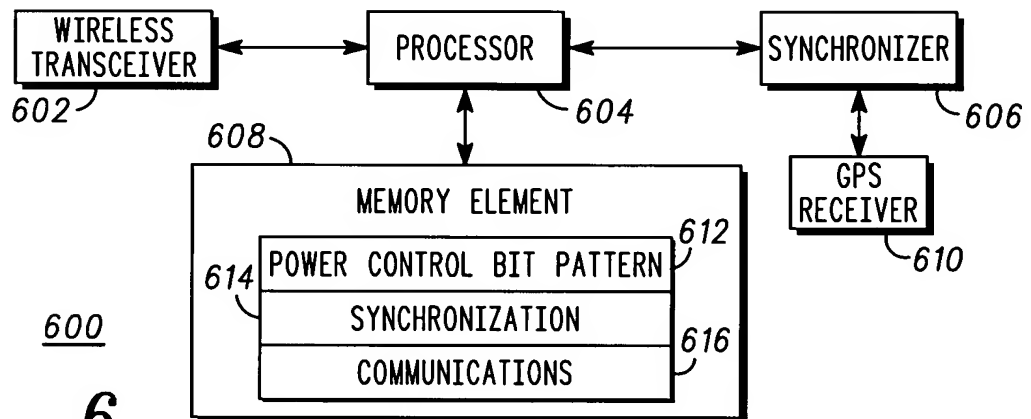 WIRELESS
TRANSCEIVER
602
PROCESSOR
604
SYNCHRONIZER
606
608
MEMORY ELEMENT
GPS
RECEIVER
610
612
POWER CONTROL BIT PATTERN
614
SYNCHRONIZATION
616
COMMUNICATIONS
600
6